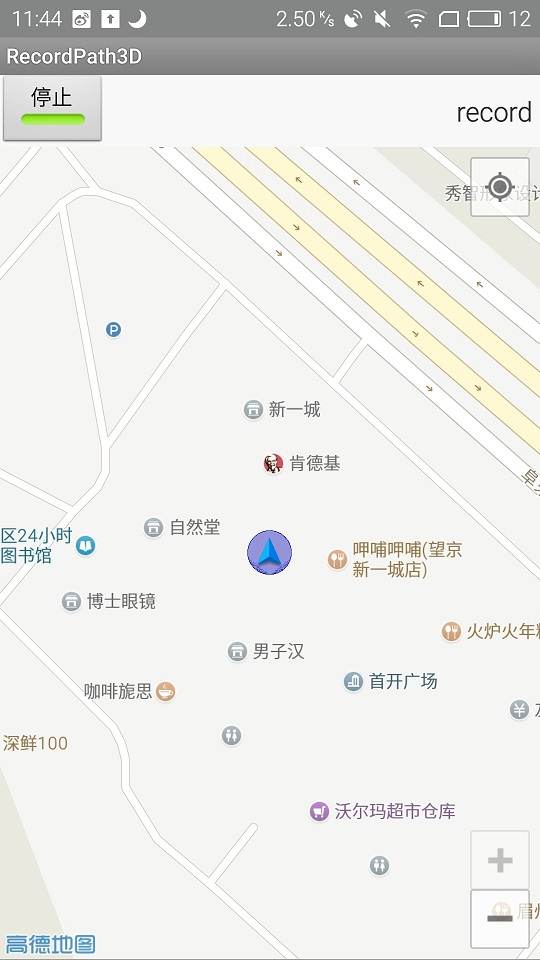 11:44
2.50 K/s
12
RecordPath3D
停止
record
P
新一城
肯德基
自然堂
区24小时
图书馆
呷哺呷哺(望京
新一城店)
博士眼镜
火炉火年
男子汉
首开广场
咖啡旎思
¥
深鲜100
沃尔玛超市仓库
高德地图